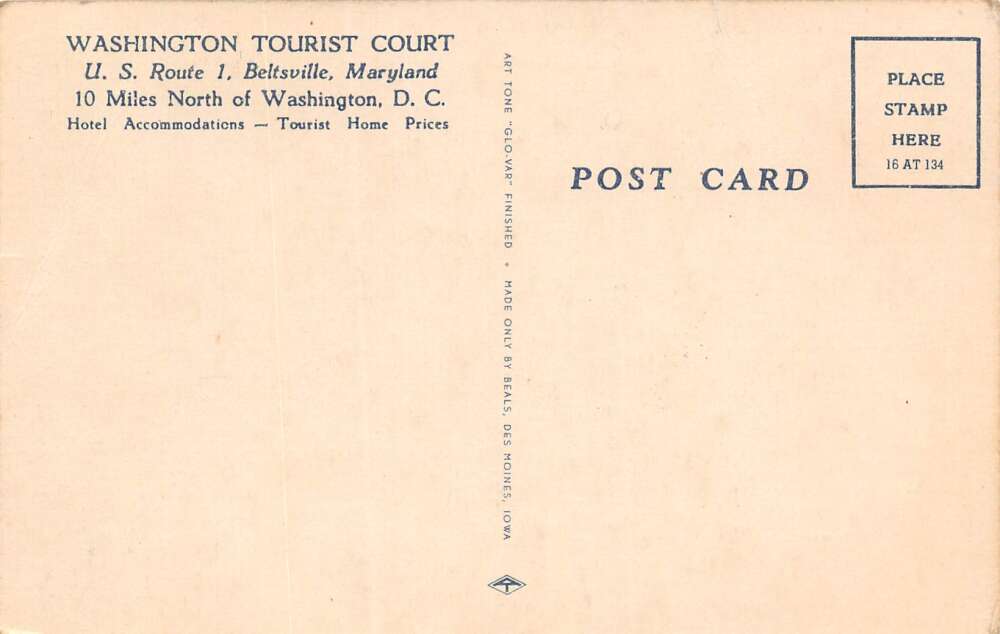 WASHINGTON TOURIST COURT
U. S. Route 1, Beltsville, Maryland
10 Miles North of Washington, D. C.
Hotel Accommodations — Tourist Home Prices
ART TONE "GLO-VAR" FINISHED • MADE ONLY BY BEALS, DES MOINES, IOWA
POST CARD
PLACE
STAMP
HERE
16 AT 134